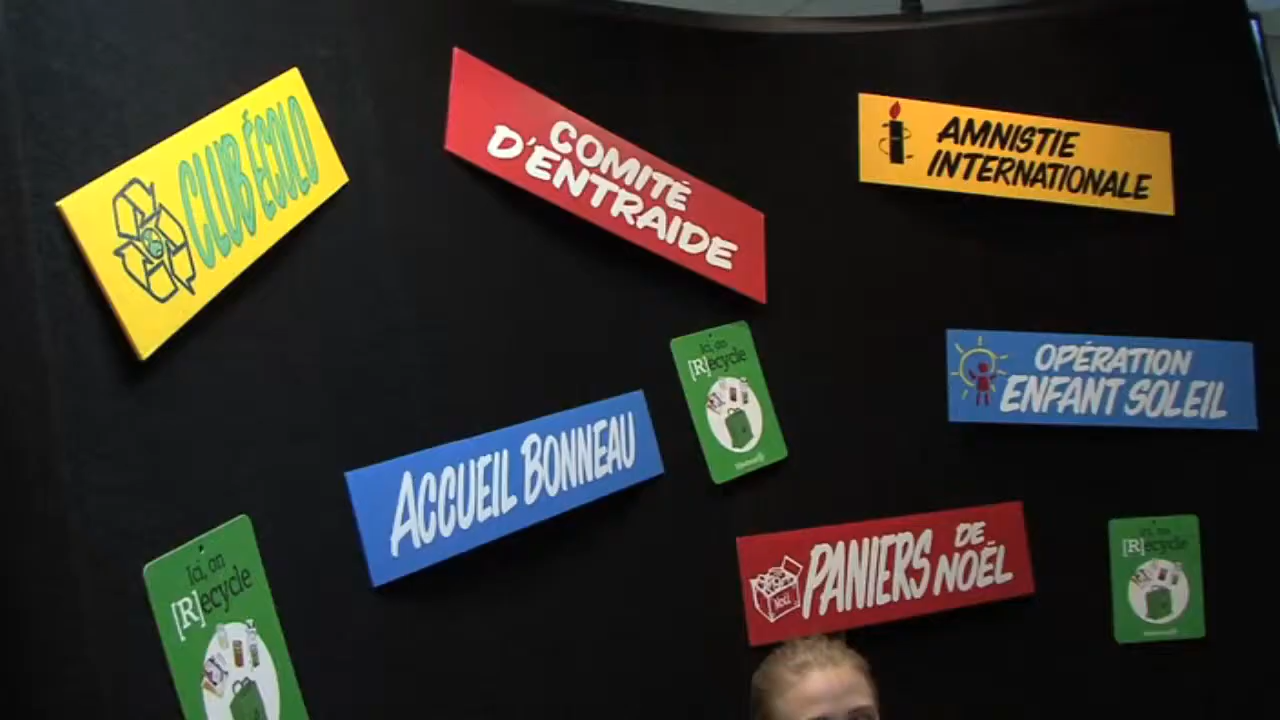 CLUB ÉCOLO
COMITÉ
D'ENTRAIDE
AMNISTIE
INTERNATIONALE
Ici, on
[R]ecycle
OPÉRATION
ENFANT SOLEIL
ACCUEIL BONNEAU
PANIERS DE
NOËL
Noël
Ici, on
[R]ecycle
Ici, on
[R]ecycle